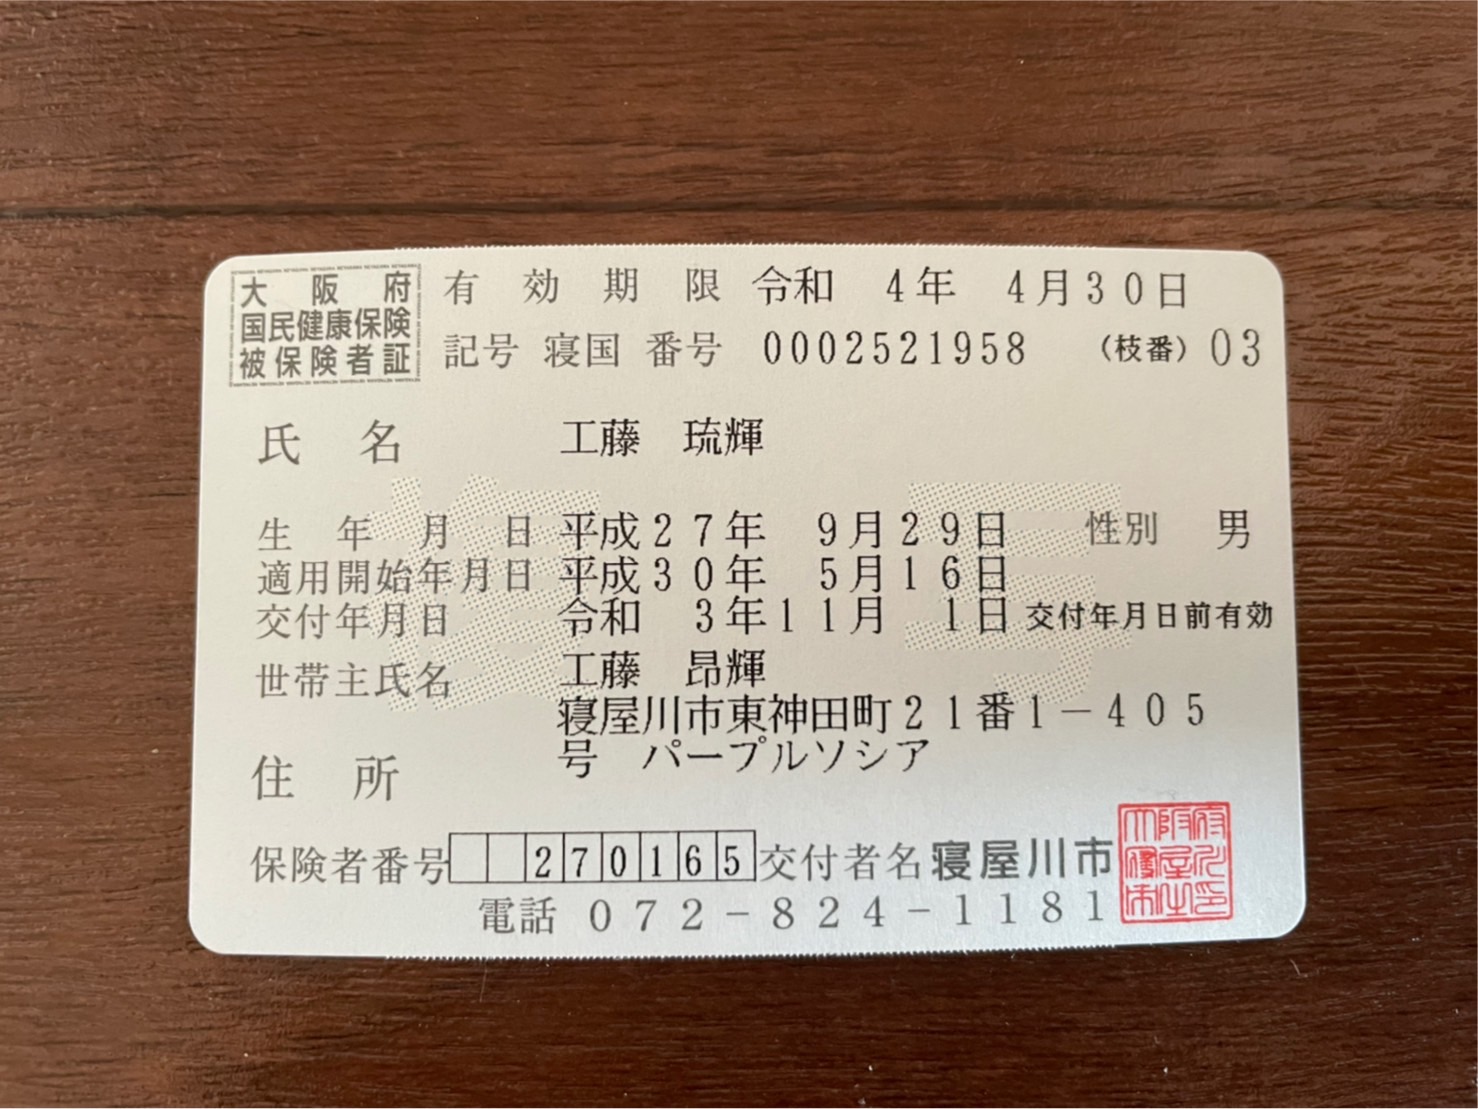 大阪府
国民健康保険
被保険者証
有効期限 令和 4年 4月30日
記号 寝国 番号 0002521958 (枝番) 03
氏名 工藤 琉輝
生年月日 平成27年 9月29日 性別 男
適用開始年月日 平成30年 5月16日
交付年月日 令和 3年11月 1日 交付年月日前有効
世帯主氏名 工藤 昂輝
寝屋川市東神田町21番1-405
号 パープルソシア
住所
保険者番号 270165 交付者名 寝屋川市
電話 072-824-1181
複写